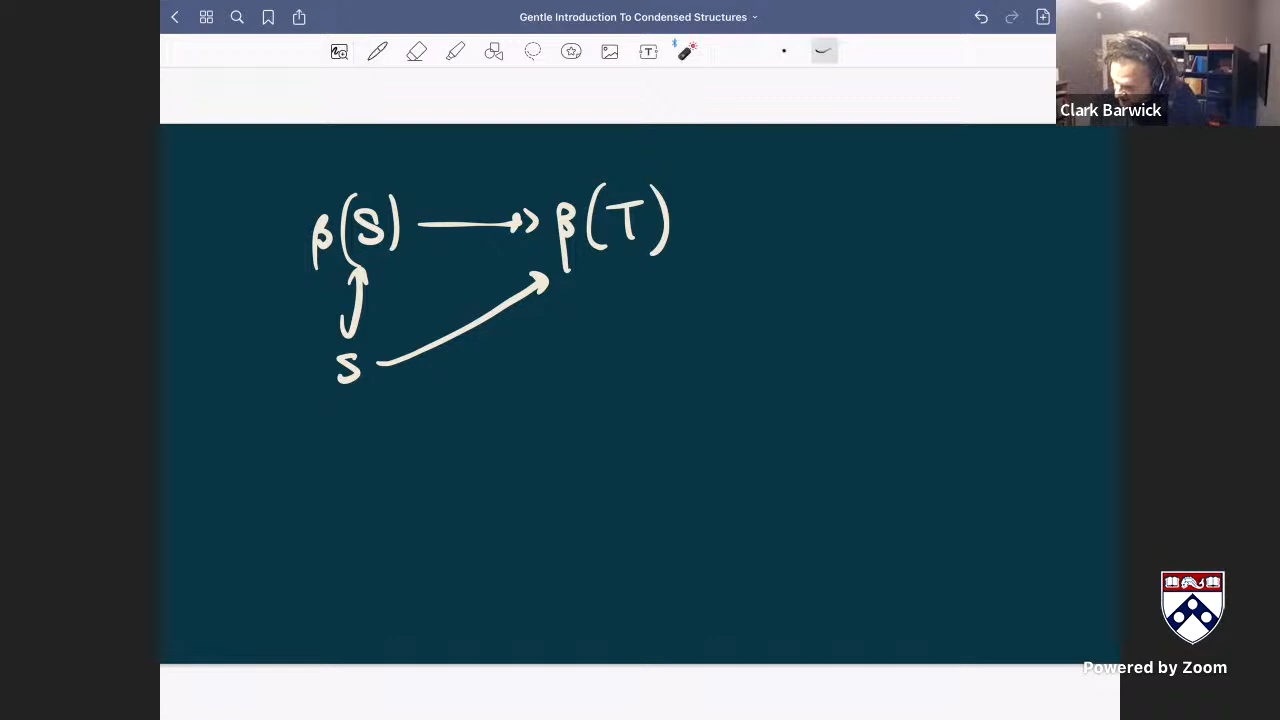 Gentle Introduction To Condensed Structures
T
Clark Barwick
β(S) ⟶ β(T)
S
Powered by Zoom